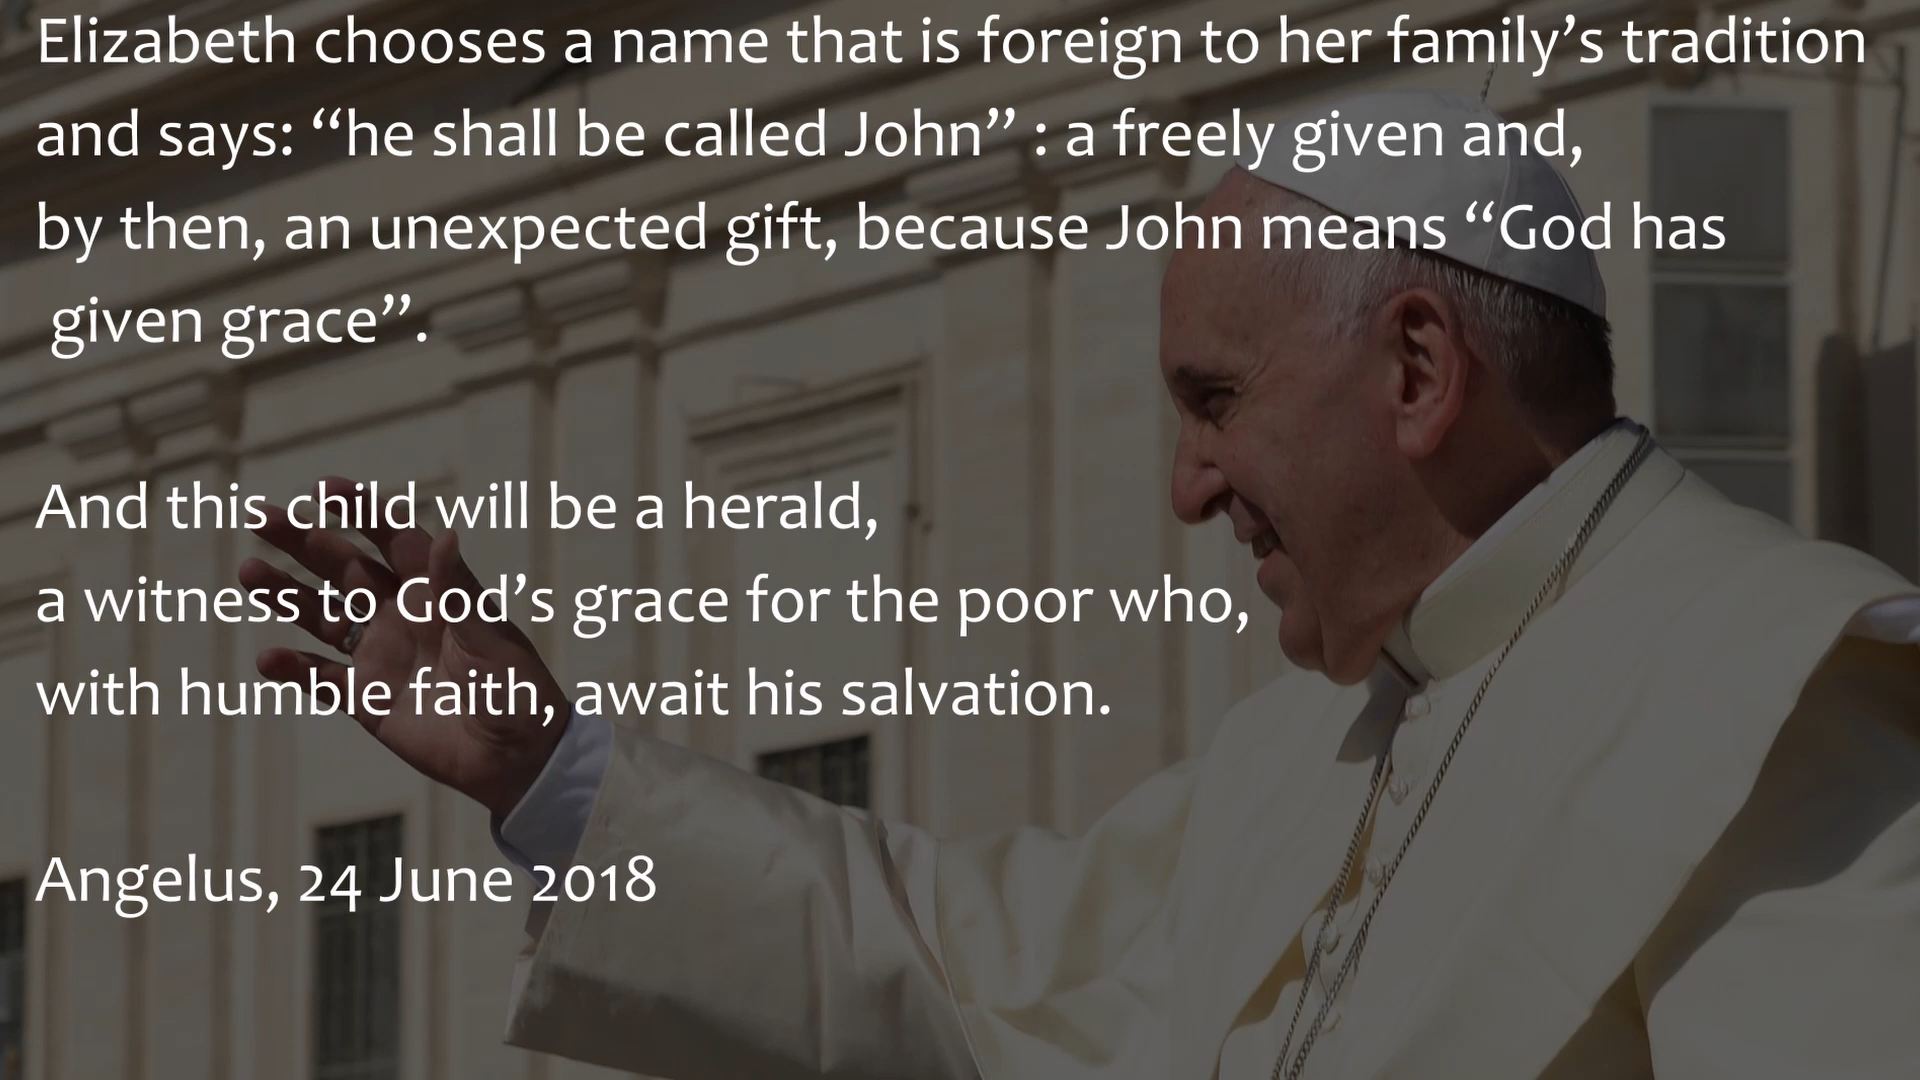 Elizabeth chooses a name that is foreign to her family’s tradition
and says: “he shall be called John” : a freely given and,
by then, an unexpected gift, because John means “God has
given grace”.
And this child will be a herald,
a witness to God’s grace for the poor who,
with humble faith, await his salvation.
Angelus, 24 June 2018